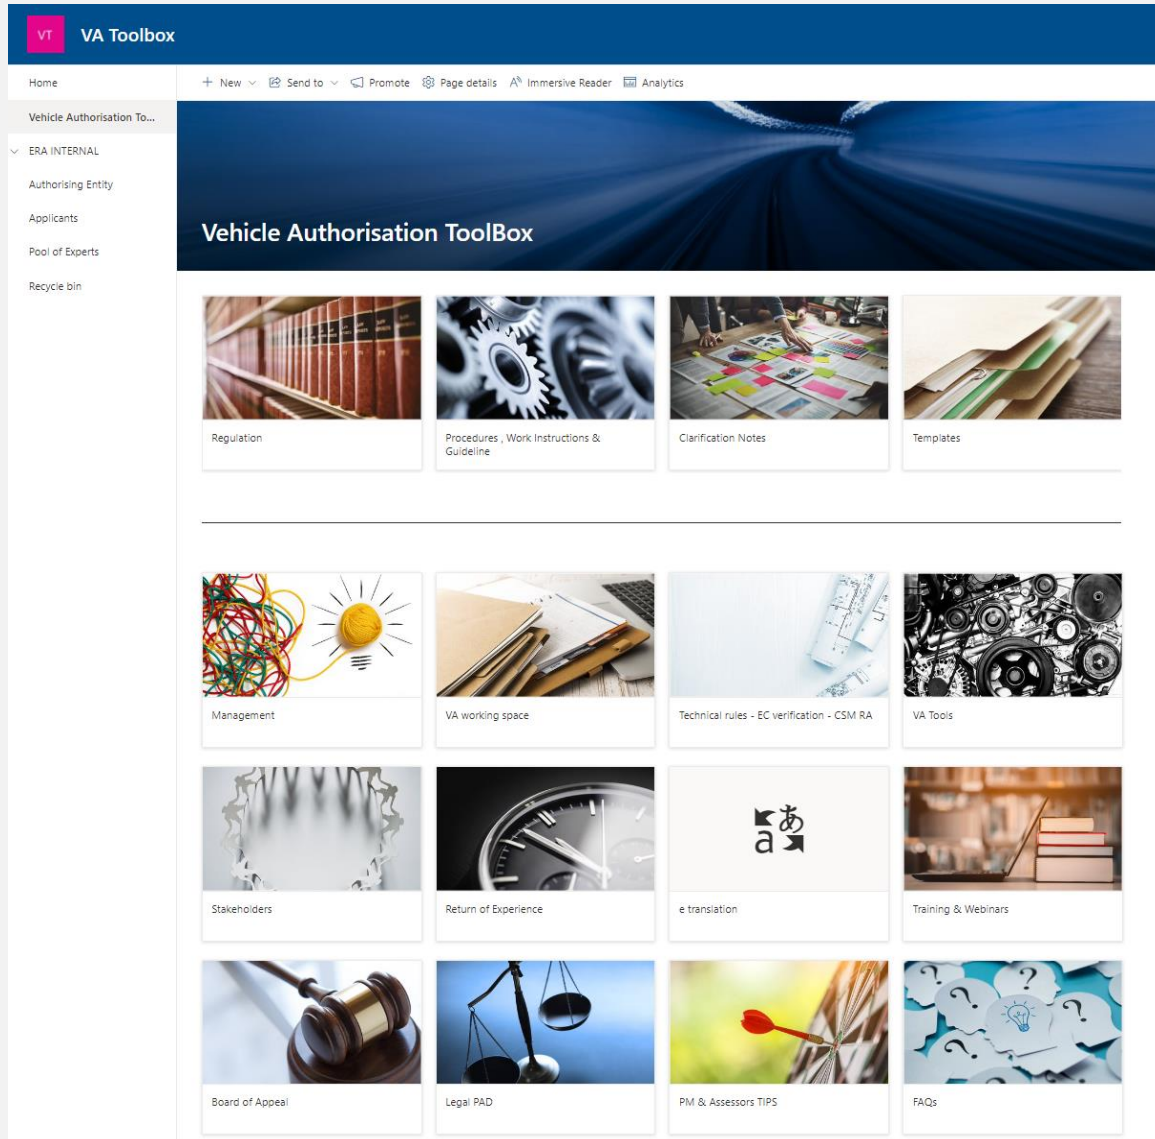 VT
VA Toolbox
Home
Vehicle Authorisation To...
ERA INTERNAL
Authorising Entity
Applicants
Pool of Experts
Recycle bin
New
Send to
Promote
Page details
Immersive Reader
Analytics
Vehicle Authorisation ToolBox
Regulation
Procedures , Work Instructions &
Guideline
Clarification Notes
Templates
Management
VA working space
Technical rules - EC verification - CSM RA
VA Tools
a あ
Stakeholders
Return of Experience
e translation
Training & Webinars
Board of Appeal
Legal PAD
PM & Assessors TIPS
FAQs